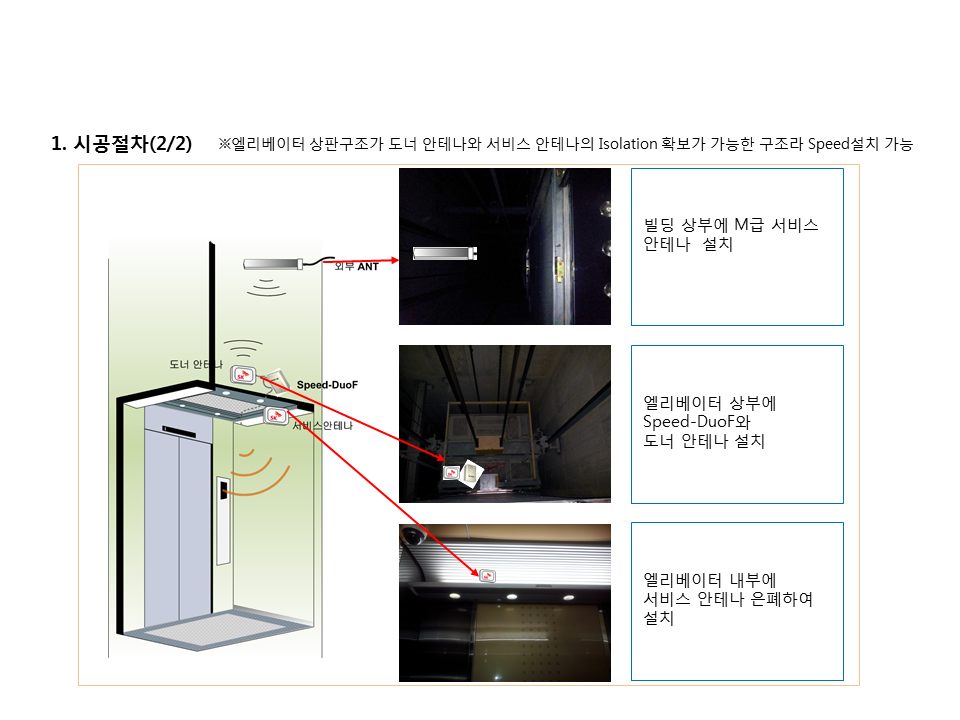 1. 시공절차(2/2)
※엘리베이터 상판구조가 도너 안테나와 서비스 안테나의 Isolation 확보가 가능한 구조라 Speed설치 가능
외부 ANT
빌딩 상부에 M급 서비스
안테나 설치
도너 안테나
SK
Speed-DuoF
SK
서비스안테나
엘리베이터 상부에
Speed-DuoF와
도너 안테나 설치
엘리베이터 내부에
서비스 안테나 은폐하여
설치